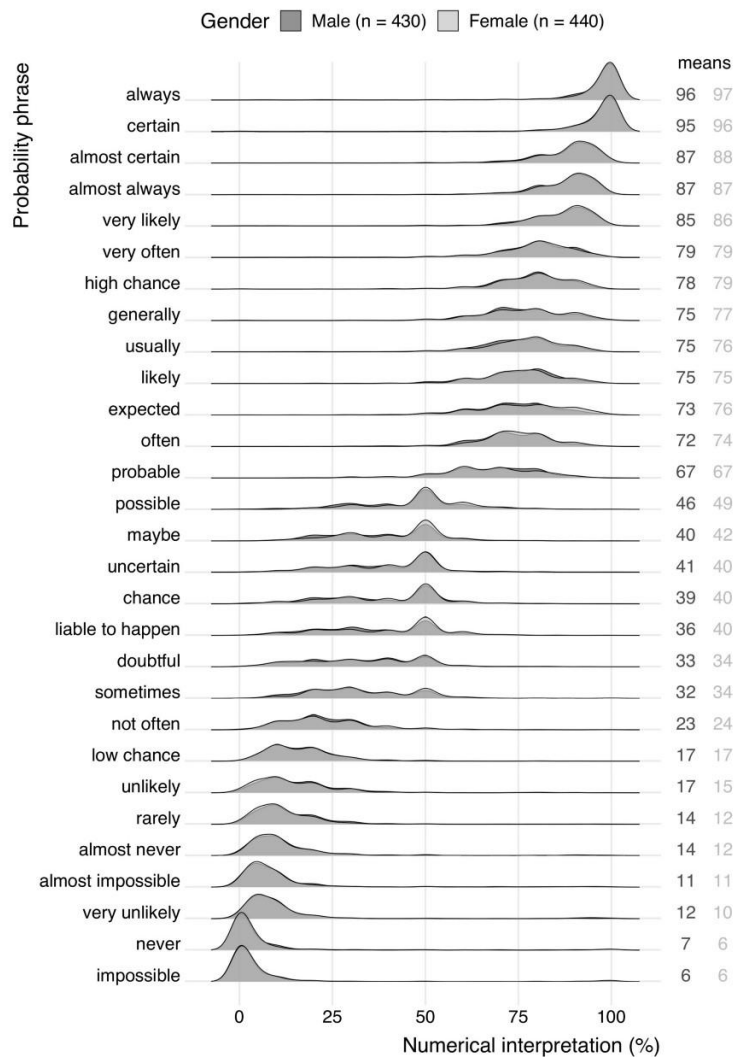 Gender Male (n = 430) Female (n = 440)
means
Probability phrase
always 96 97
certain 95 96
almost certain 87 88
almost always 87 87
very likely 85 86
very often 79 79
high chance 78 79
generally 75 77
usually 75 76
likely 75 75
expected 73 76
often 72 74
probable 67 67
possible 46 49
maybe 40 42
uncertain 41 40
chance 39 40
liable to happen 36 40
doubtful 33 34
sometimes 32 34
not often 23 24
low chance 17 17
unlikely 17 15
rarely 14 12
almost never 14 12
almost impossible 11 11
very unlikely 12 10
never 7 6
impossible 6 6
0 25 50 75 100
Numerical interpretation (%)